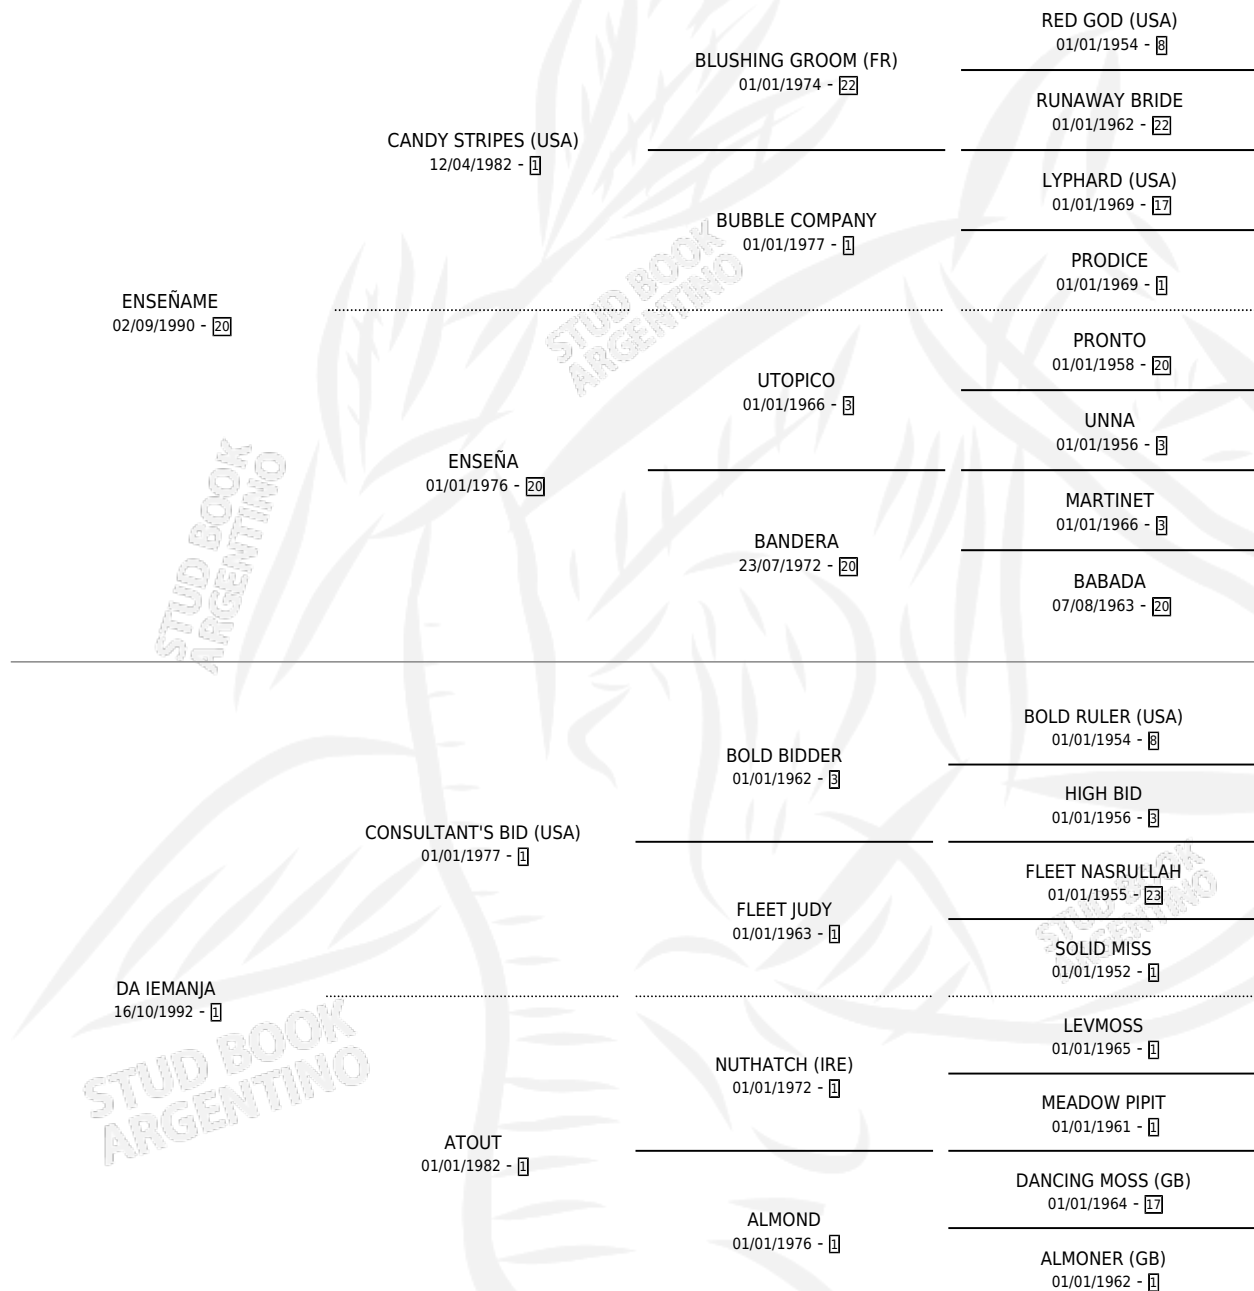 RED GOD (USA)
01/01/1954 - 8
BLUSHING GROOM (FR)
01/01/1974 - 22
RUNAWAY BRIDE
01/01/1962 - 22
CANDY STRIPES (USA)
12/04/1982 - 1
LYPHARD (USA)
01/01/1969 - 17
BUBBLE COMPANY
01/01/1977 - 1
PRODICE
01/01/1969 - 1
ENSEÑAME
02/09/1990 - 20
PRONTO
01/01/1958 - 20
UTOPICO
01/01/1966 - 3
UNNA
01/01/1956 - 3
ENSEÑA
01/01/1976 - 20
MARTINET
01/01/1966 - 3
BANDERA
23/07/1972 - 20
BABADA
07/08/1963 - 20
BOLD RULER (USA)
01/01/1954 - 8
BOLD BIDDER
01/01/1962 - 3
HIGH BID
01/01/1956 - 3
CONSULTANT'S BID (USA)
01/01/1977 - 1
FLEET NASRULLAH
01/01/1955 - 23
FLEET JUDY
01/01/1963 - 1
SOLID MISS
01/01/1952 - 1
DA IEMANJA
16/10/1992 - 1
LEVMOSS
01/01/1965 - 1
NUTHATCH (IRE)
01/01/1972 - 1
MEADOW PIPIT
01/01/1961 - 1
ATOUT
01/01/1982 - 1
DANCING MOSS (GB)
01/01/1964 - 17
ALMOND
01/01/1976 - 1
ALMONER (GB)
01/01/1962 - 1
STUD BOOK
ARGENTINO
STUD BOOK
ARGENTINO
STUD BOOK
ARGENTINO
STUD BOOK
ARGENTINO